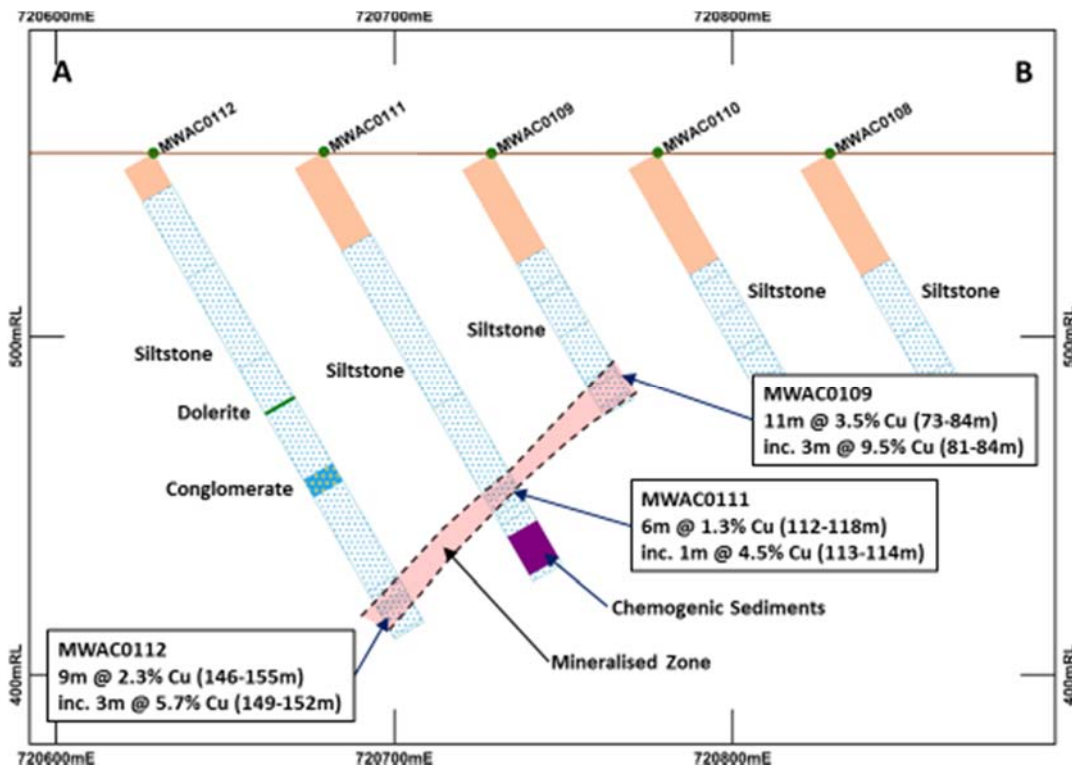 720600mE
720700mE
720800mE
A
B
MWAC0112
MWAC0111
MWAC0109
MWAC0110
MWAC0108
Siltstone
Siltstone
Siltstone
500mRL
500mRL
Siltstone
Siltstone
Dolerite
MWAC0109
11m @ 3.5% Cu (73-84m)
inc. 3m @ 9.5% Cu (81-84m)
Conglomerate
MWAC0111
6m @ 1.3% Cu (112-118m)
inc. 1m @ 4.5% Cu (113-114m)
Chemogenic Sediments
MWAC0112
9m @ 2.3% Cu (146-155m)
inc. 3m @ 5.7% Cu (149-152m)
Mineralised Zone
400mRL
400mRL
720600mE
720700mE
720800mE